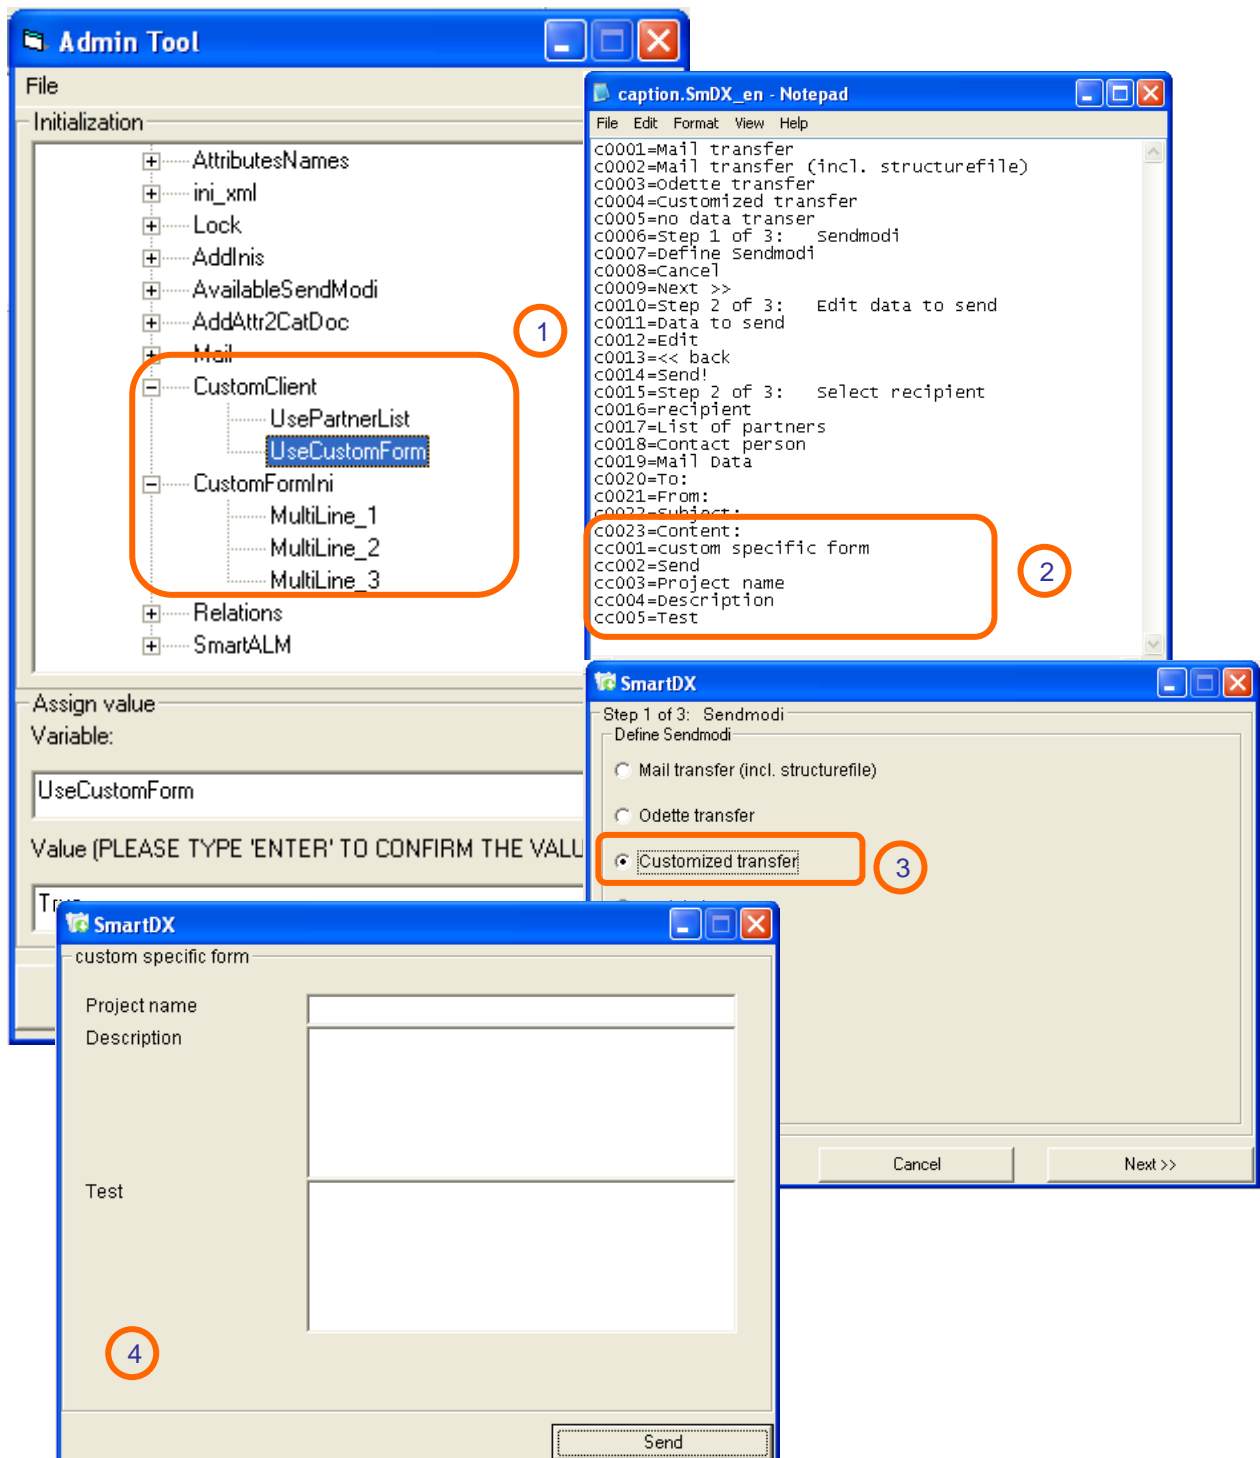 Admin Tool
File
Initialization
AttributesNames
ini_xml
Lock
AddInis
AvailableSendModi
AddAttr2CatDoc
Mail
CustomClient
UsePartnerList
UseCustomForm
CustomFormIni
MultiLine_1
MultiLine_2
MultiLine_3
Relations
SmartALM
1
Assign value
Variable:
UseCustomForm
Value (PLEASE TYPE 'ENTER' TO CONFIRM THE VALU
True
caption.SmDX_en - Notepad
File Edit Format View Help
c0001=Mail transfer
c0002=Mail transfer (incl. structurefile)
c0003=Odette transfer
c0004=Customized transfer
c0005=no data transer
c0006=Step 1 of 3:   Sendmodi
c0007=Define Sendmodi
c0008=Cancel
c0009=Next >>
c0010=Step 2 of 3:   Edit data to send
c0011=Data to send
c0012=Edit
c0013=<< back
c0014=Send!
c0015=Step 2 of 3:   Select recipient
c0016=recipient
c0017=List of partners
c0018=Contact person
c0019=Mail Data
c0020=To:
c0021=From:
c0022=Subject:
c0023=Content:
cc001=custom specific form
cc002=Send
cc003=Project name
cc004=Description
cc005=Test
2
SmartDX
Step 1 of 3:  Sendmodi
Define Sendmodi
Mail transfer (incl. structurefile)
Odette transfer
Customized transfer
3
Cancel
Next >>
SmartDX
custom specific form
Project name
Description
Test
4
Send